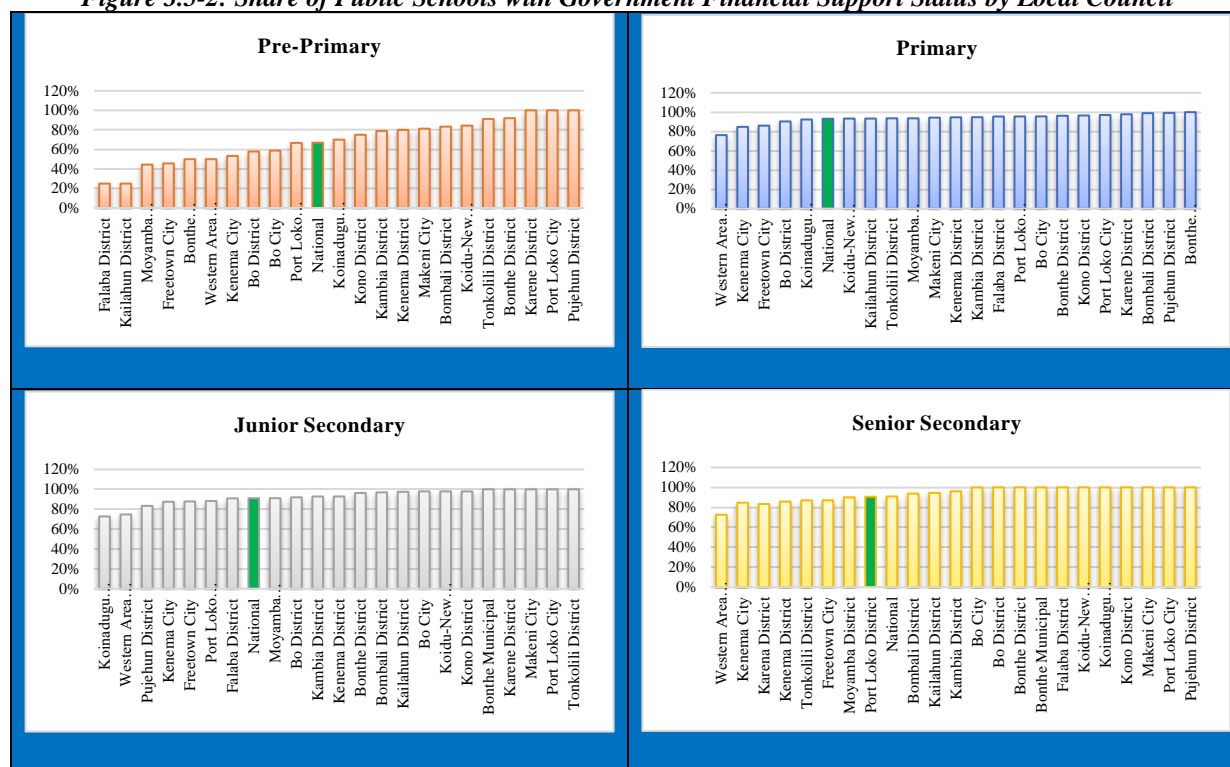 Figure 3.3-2: Share of Public Schools with Government Financial Support Status by Local Council
Pre-Primary
120%
100%
80%
60%
40%
20%
0%
Falaba District
Kailahun District
Moyamba…
Freetown City
Bonthe…
Western Area…
Kenema City
Bo District
Bo City
Port Loko…
National
Koinadugu…
Kono District
Kambia District
Kenema District
Makeni City
Bombali District
Koidu-New…
Tonkolili District
Bonthe District
Karene District
Port Loko City
Pujehun District
Primary
120%
100%
80%
60%
40%
20%
0%
Western Area…
Kenema City
Freetown City
Bo District
Koinadugu…
National
Koidu-New…
Kailahun District
Tonkolili District
Moyamba…
Makeni City
Kenema District
Kambia District
Falaba District
Port Loko…
Bo City
Bonthe District
Kono District
Port Loko City
Karene District
Bombali District
Pujehun District
Bonthe…
Junior Secondary
120%
100%
80%
60%
40%
20%
0%
Koinadugu…
Western Area…
Pujehun District
Kenema City
Freetown City
Port Loko…
Falaba District
National
Moyamba…
Bo District
Kambia District
Kenema District
Bonthe District
Bombali District
Kailahun District
Bo City
Koidu-New…
Kono District
Bonthe Municipal
Karene District
Makeni City
Port Loko City
Tonkolili District
Senior Secondary
120%
100%
80%
60%
40%
20%
0%
Western Area…
Kenema City
Karena District
Kenema District
Tonkolili District
Freetown City
Moyamba District
Port Loko District
National
Bombali District
Kailahun District
Kambia District
Bo City
Bo District
Bonthe District
Bonthe Municipal
Falaba District
Koidu-New…
Koinadugu…
Kono District
Makeni City
Port Loko City
Pujehun District